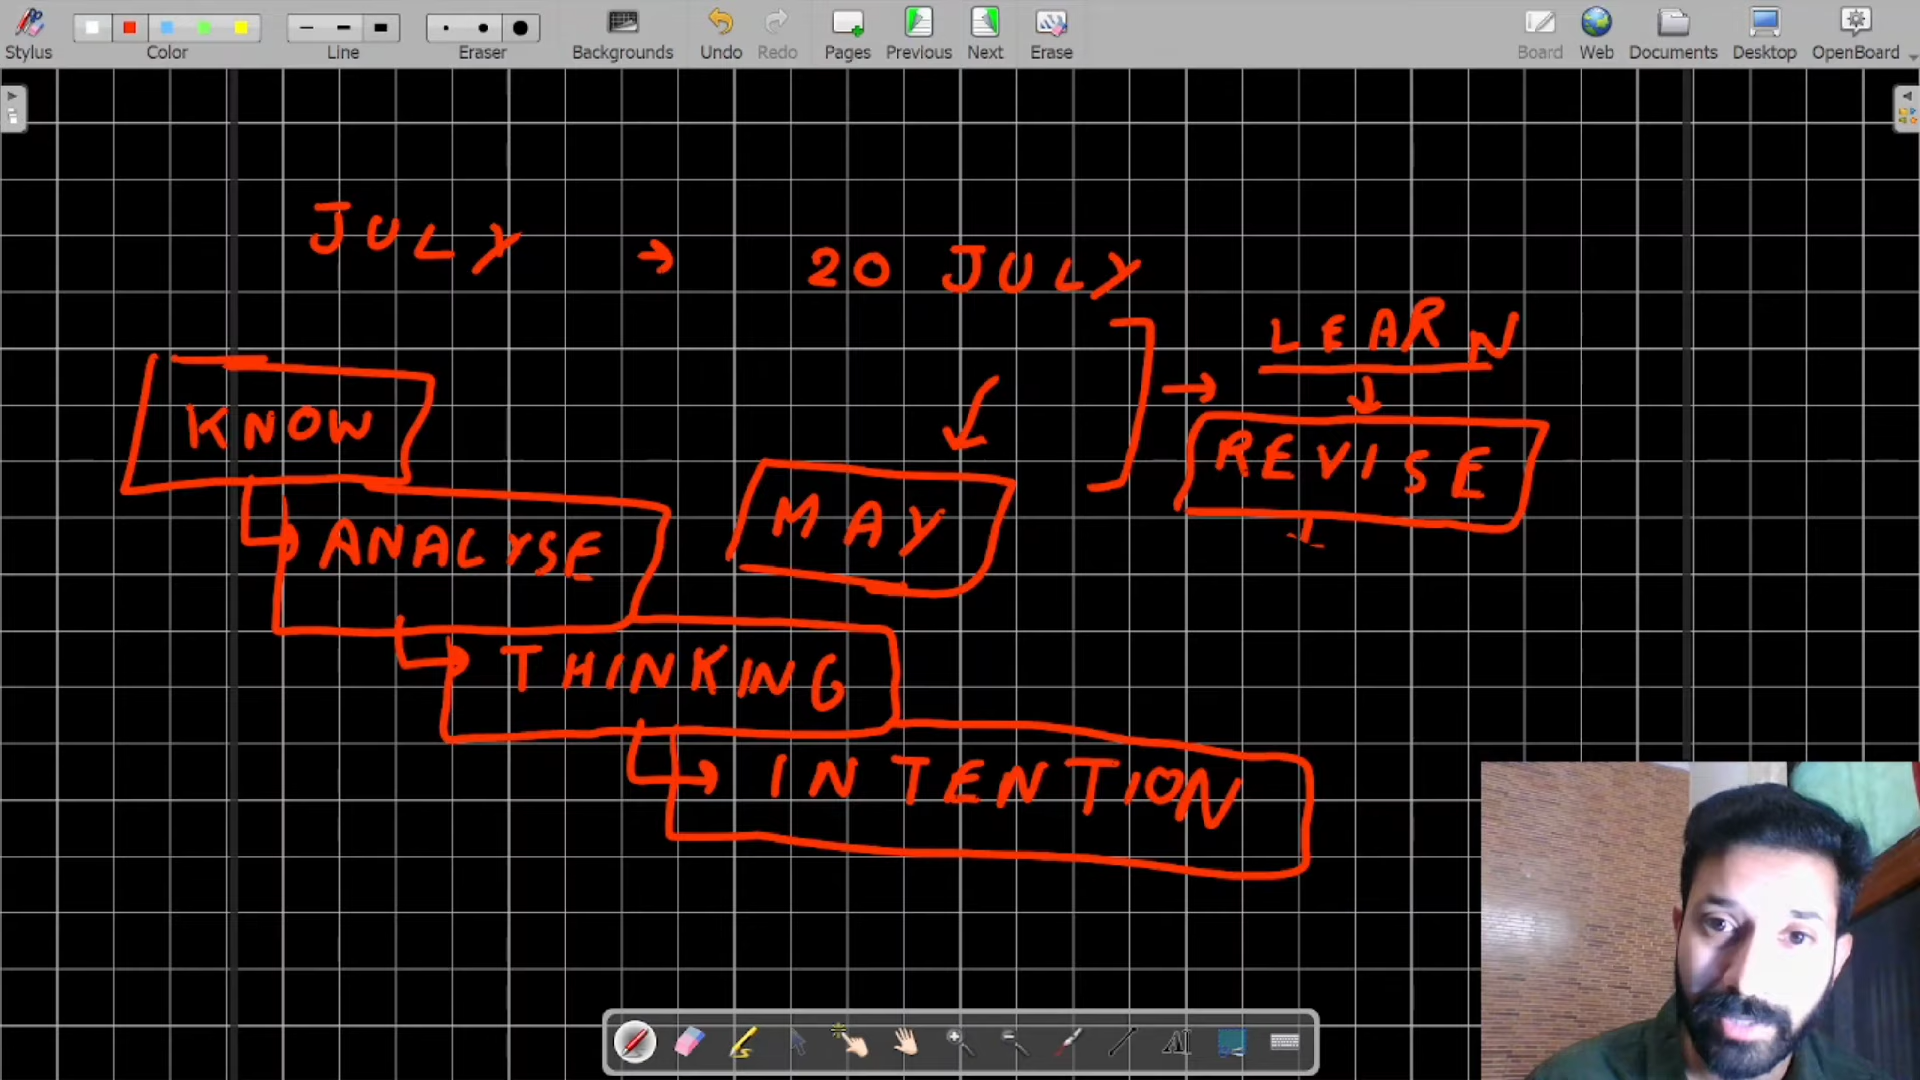 Stylus Color Line Eraser Backgrounds Undo Redo Pages Previous Next Erase Board Web Documents Desktop OpenBoard
JULY → 20 JULY
→ LEARN
KNOW
REVISE
ANALYSE
MAY
THINKING
INTENTION